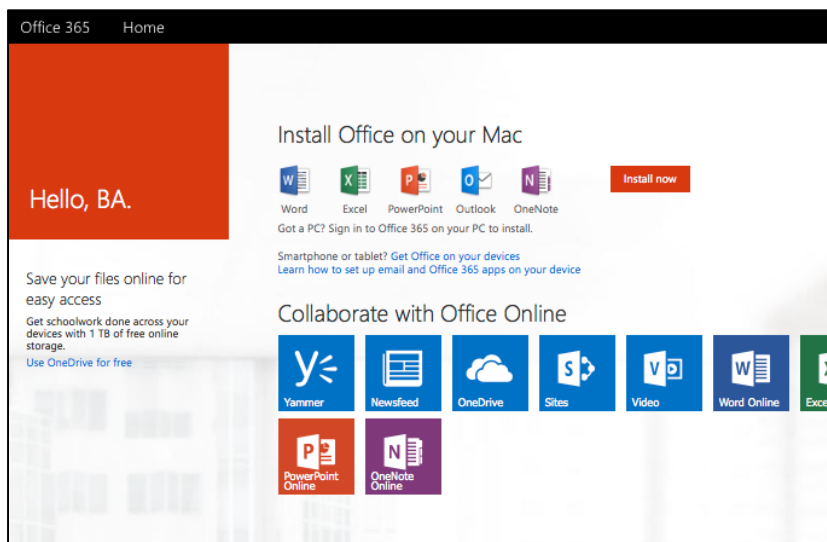 Office 365 Home
Hello, BA.
Save your files online for
easy access
Get schoolwork done across your
devices with 1 TB of free online
storage.
Use OneDrive for free
Install Office on your Mac
Word Excel PowerPoint Outlook OneNote
Install now
Got a PC? Sign in to Office 365 on your PC to install.
Smartphone or tablet? Get Office on your devices
Learn how to set up email and Office 365 apps on your device
Collaborate with Office Online
Yammer Newsfeed OneDrive Sites Video Word Online Exce
PowerPoint
Online
OneNote
Online